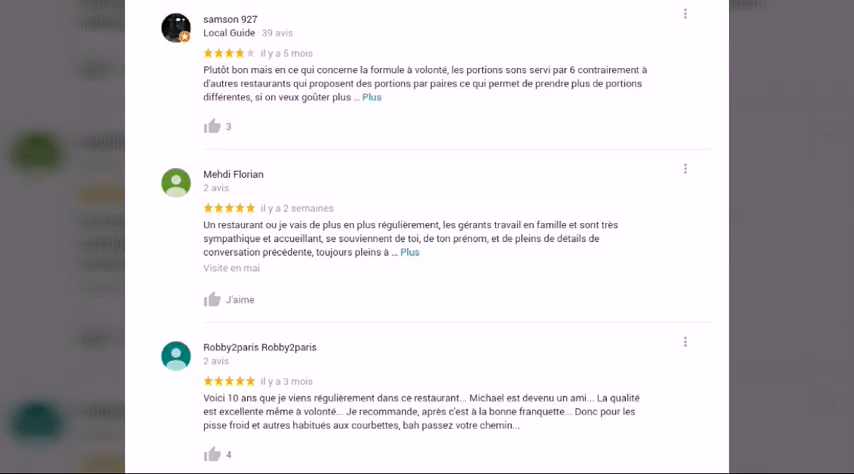 samson 927
Local Guide · 39 avis
il y a 5 mois
Plutôt bon mais en ce qui concerne la formule à volonté, les portions sons servi par 6 contrairement à
d'autres restaurants qui proposent des portions par paires ce qui permet de prendre plus de portions
différentes, si on veux goûter plus ... Plus
3
Mehdi Florian
2 avis
il y a 2 semaines
Un restaurant ou je vais de plus en plus régulièrement, les gérants travail en famille et sont très
sympathique et accueillant, se souviennent de toi, de ton prénom, et de pleins de détails de
conversation précédente, toujours pleins à ... Plus
Visite en mai
J'aime
Robby2paris Robby2paris
2 avis
il y a 3 mois
Voici 10 ans que je viens régulièrement dans ce restaurant... Michael est devenu un ami... La qualité
est excellente même à volonté... Je recommande, après c'est à la bonne franquette... Donc pour les
pisse froid et autres habitués aux courbettes, bah passez votre chemin...
4